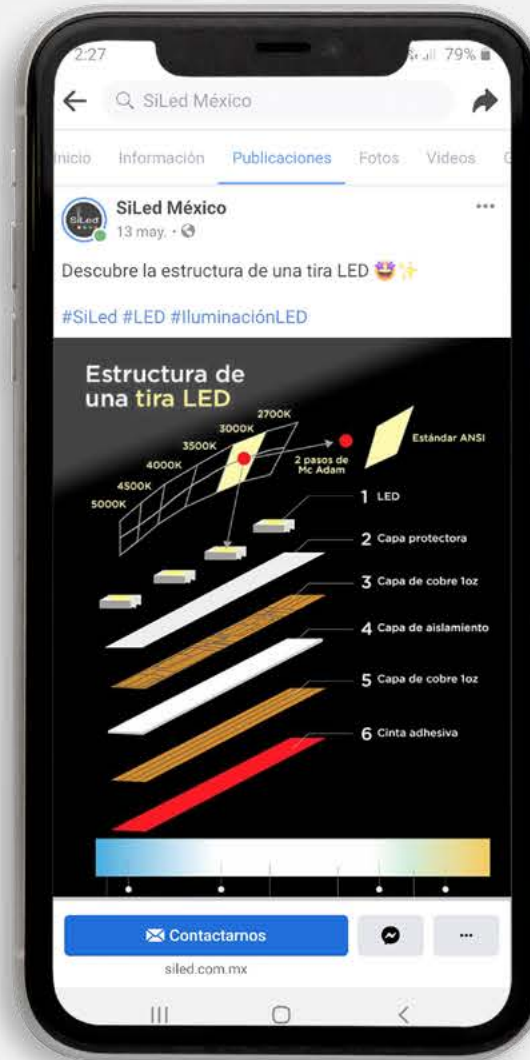 2:27
79%
SiLed México
Inicio Información Publicaciones Fotos Videos
SiLed
SiLed México
13 may.
Descubre la estructura de una tira LED 🤩✨
#SiLed #LED #IluminaciónLED
Estructura de
una tira LED
2700K
3000K
3500K
4000K
4500K
5000K
2 pasos de
Mc Adam
Estándar ANSI
1 LED
2 Capa protectora
3 Capa de cobre 1oz
4 Capa de aislamiento
5 Capa de cobre 1oz
6 Cinta adhesiva
Contactarnos
siled.com.mx